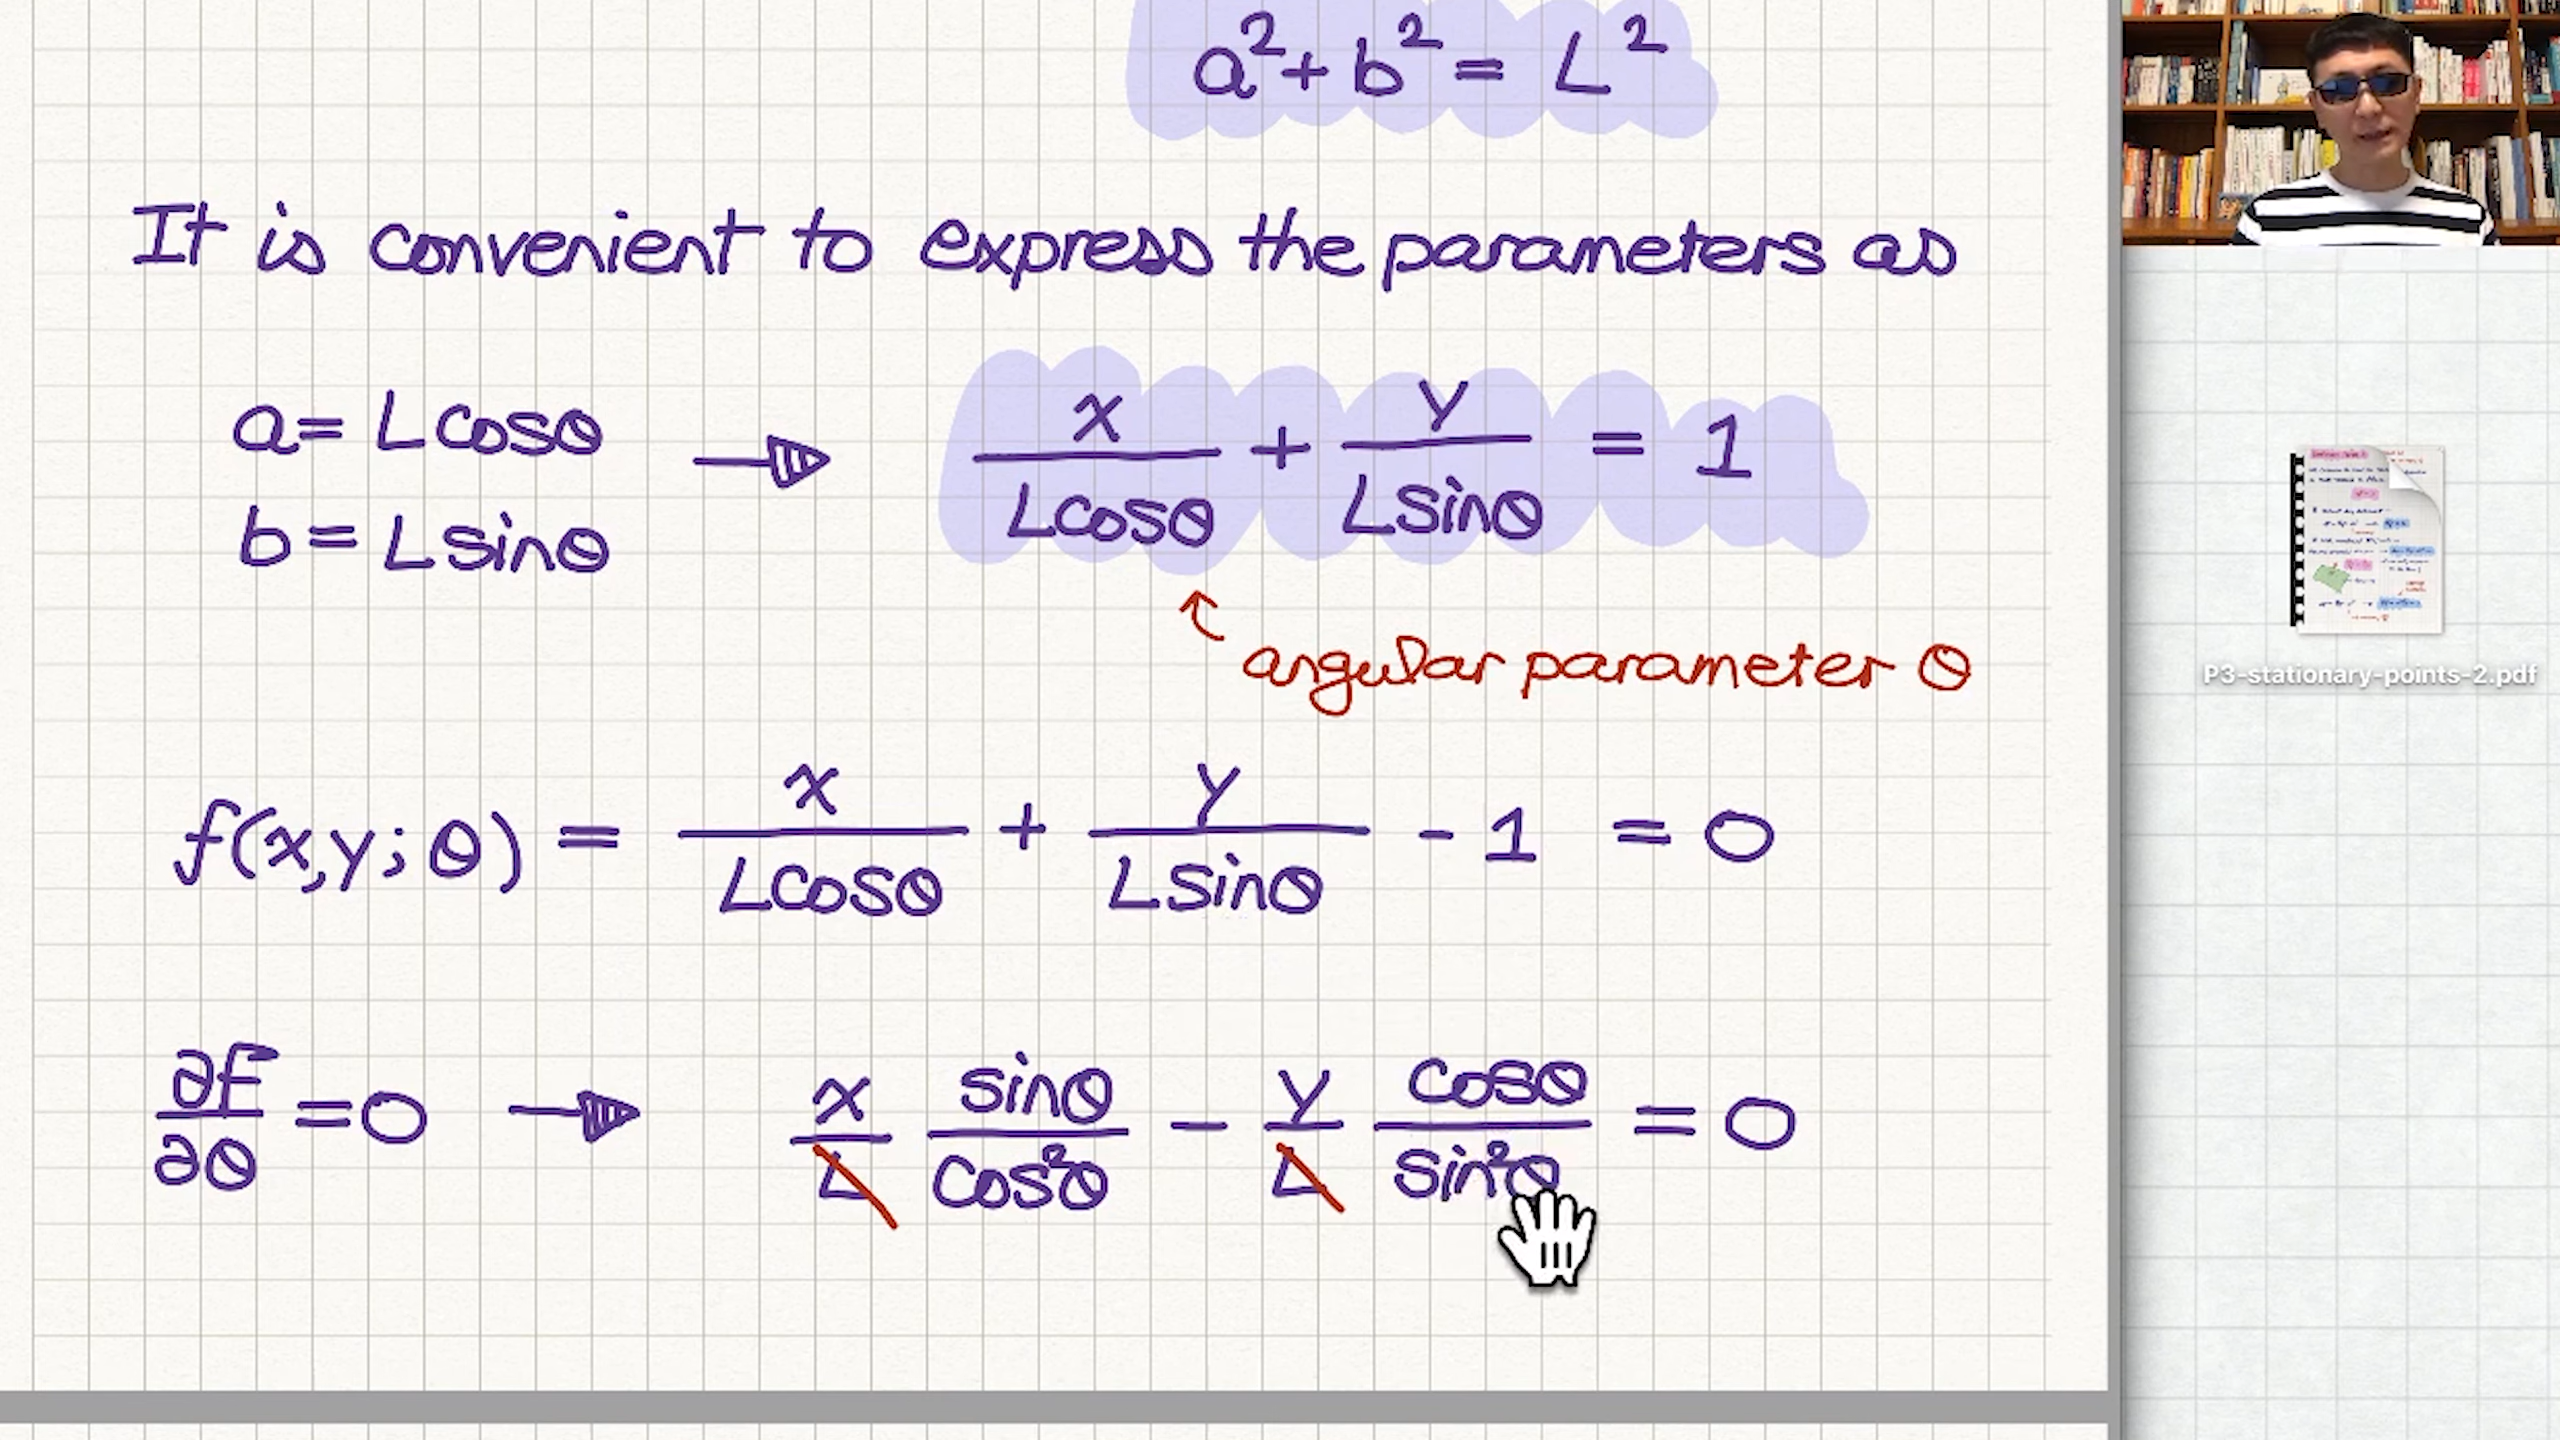 a² + b² = L²
It is convenient to express the parameters as
a = L cosθ → x/(L cosθ) + y/(L sinθ) = 1
b = L sinθ
angular parameter θ
f(x,y; θ) = x/(L cosθ) + y/(L sinθ) - 1 = 0
∂f/∂θ = 0 → x/L sinθ/cos²θ - y/L cosθ/sin²θ = 0
P3-stationary-points-2.pdf